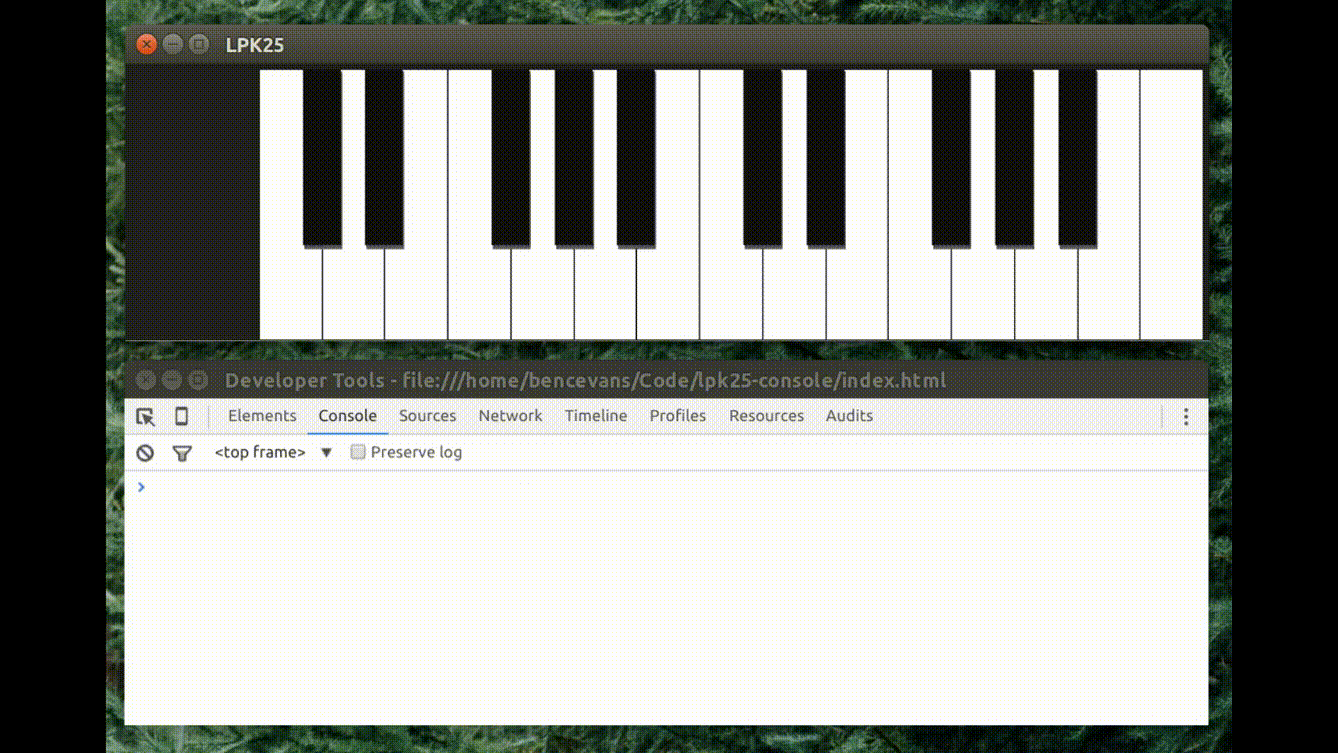 LPK25
Developer Tools - file:///home/bencevans/Code/lpk25-console/index.html
Elements Console Sources Network Timeline Profiles Resources Audits
<top frame> ▼ Preserve log